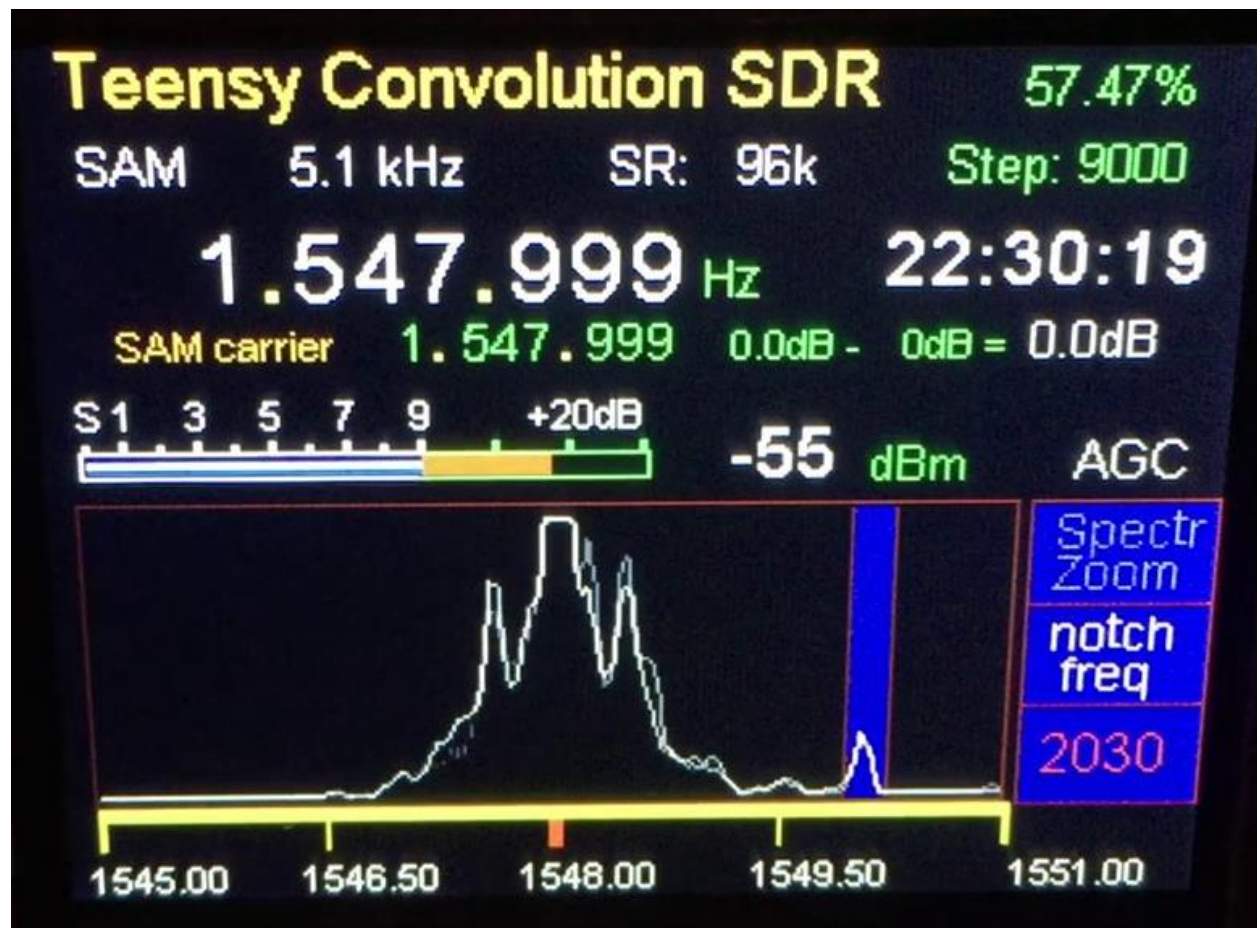 Teensy Convolution SDR 57.47%
SAM 5.1 kHz SR: 96k Step: 9000
1.547.999 Hz 22:30:19
SAM carrier 1.547.999 0.0dB - 0dB = 0.0dB
S 1 3 5 7 9 +20dB
-55 dBm AGC
Spectr
Zoom
notch
freq
2030
1545.00 1546.50 1548.00 1549.50 1551.00